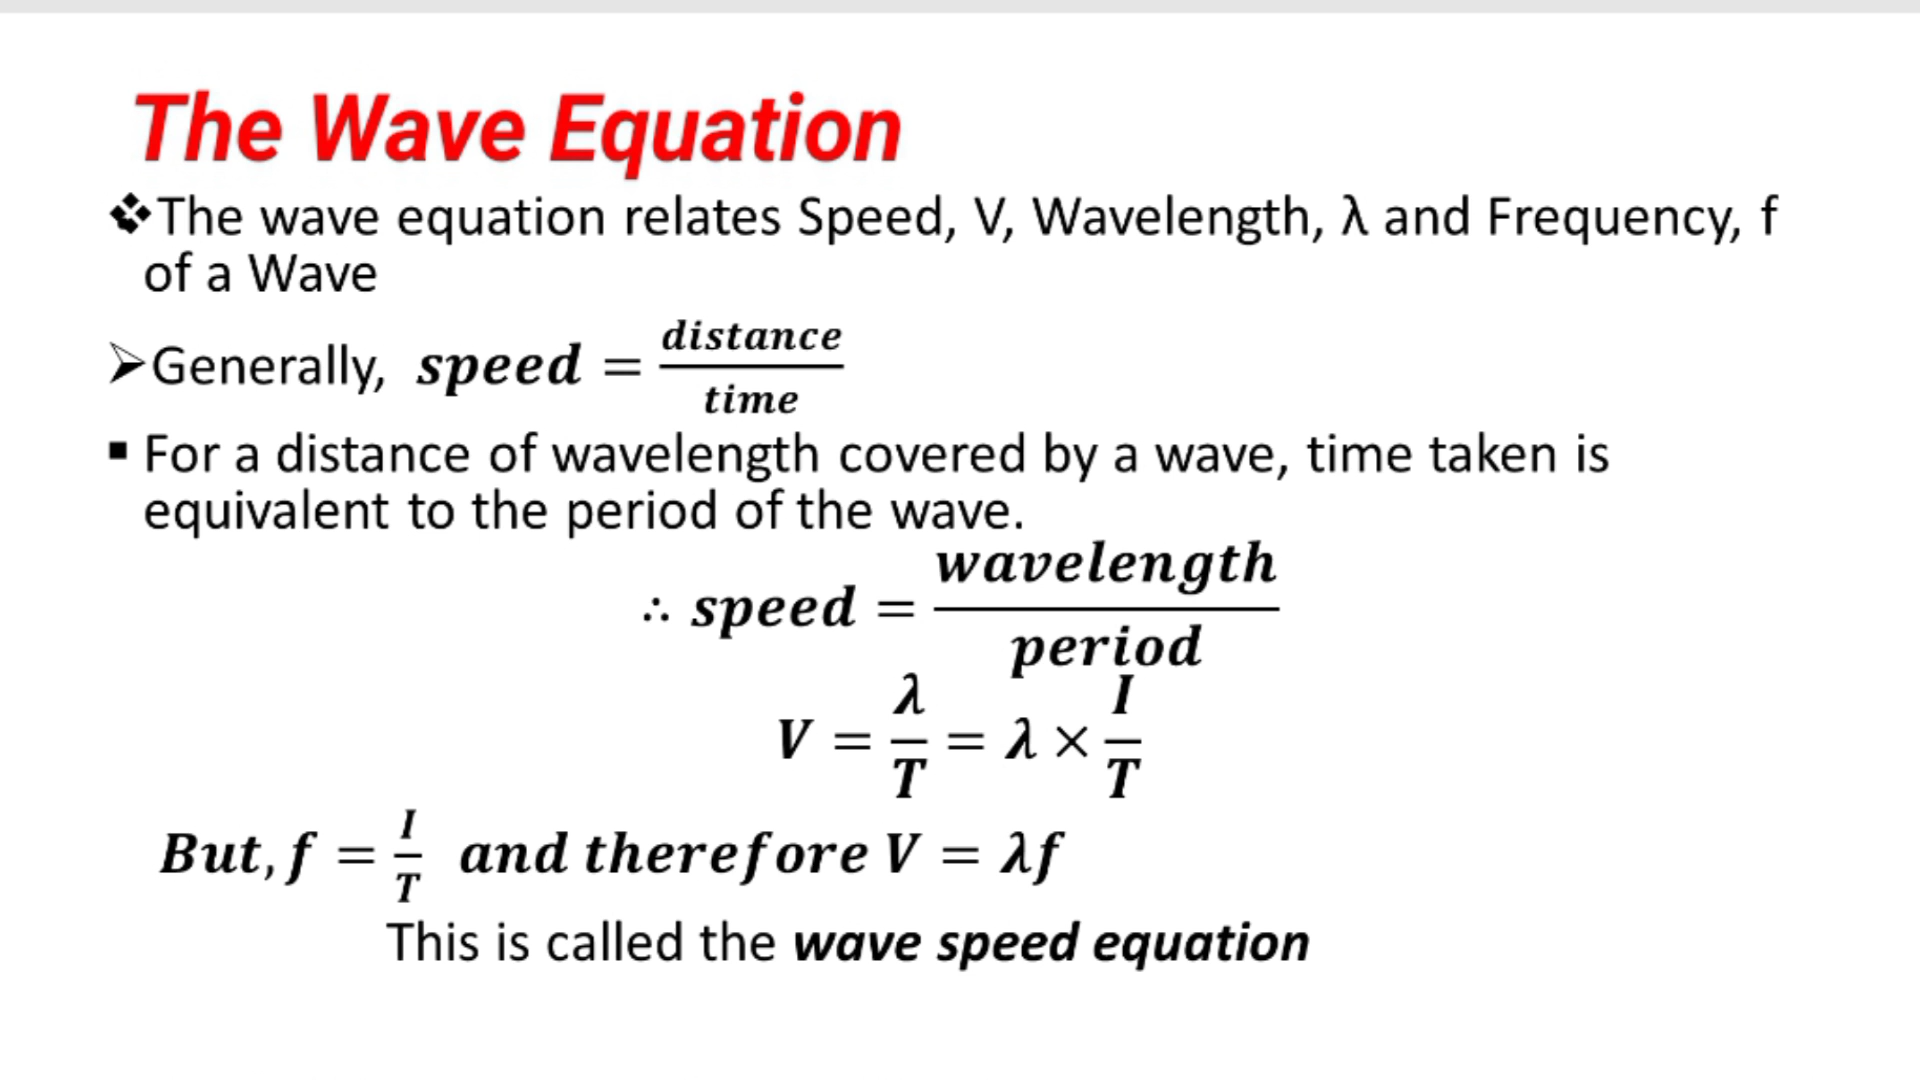 The Wave Equation
❖The wave equation relates Speed, V, Wavelength, λ and Frequency, f
of a Wave
➢Generally, speed = distance/time
▪ For a distance of wavelength covered by a wave, time taken is
equivalent to the period of the wave.
∴ speed = wavelength/period
V = λ/T = λ × I/T
But, f = I/T and therefore V = λf
This is called the wave speed equation